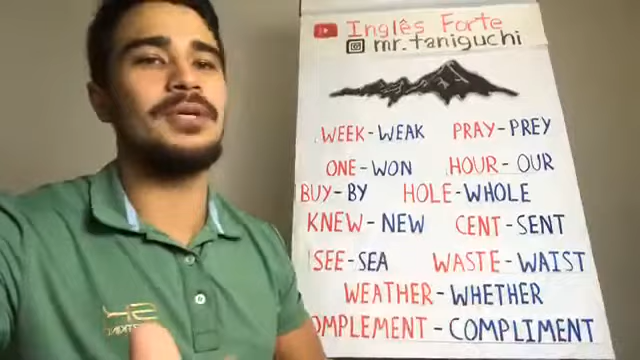 Inglês Forte
mr.taniguchi
WEEK-WEAK PRAY-PREY
ONE-WON HOUR-OUR
BUY-BY HOLE-WHOLE
KNEW-NEW CENT-SENT
SEE-SEA WASTE-WAIST
WEATHER-WHETHER
OMPLEMENT-COMPLIMENT